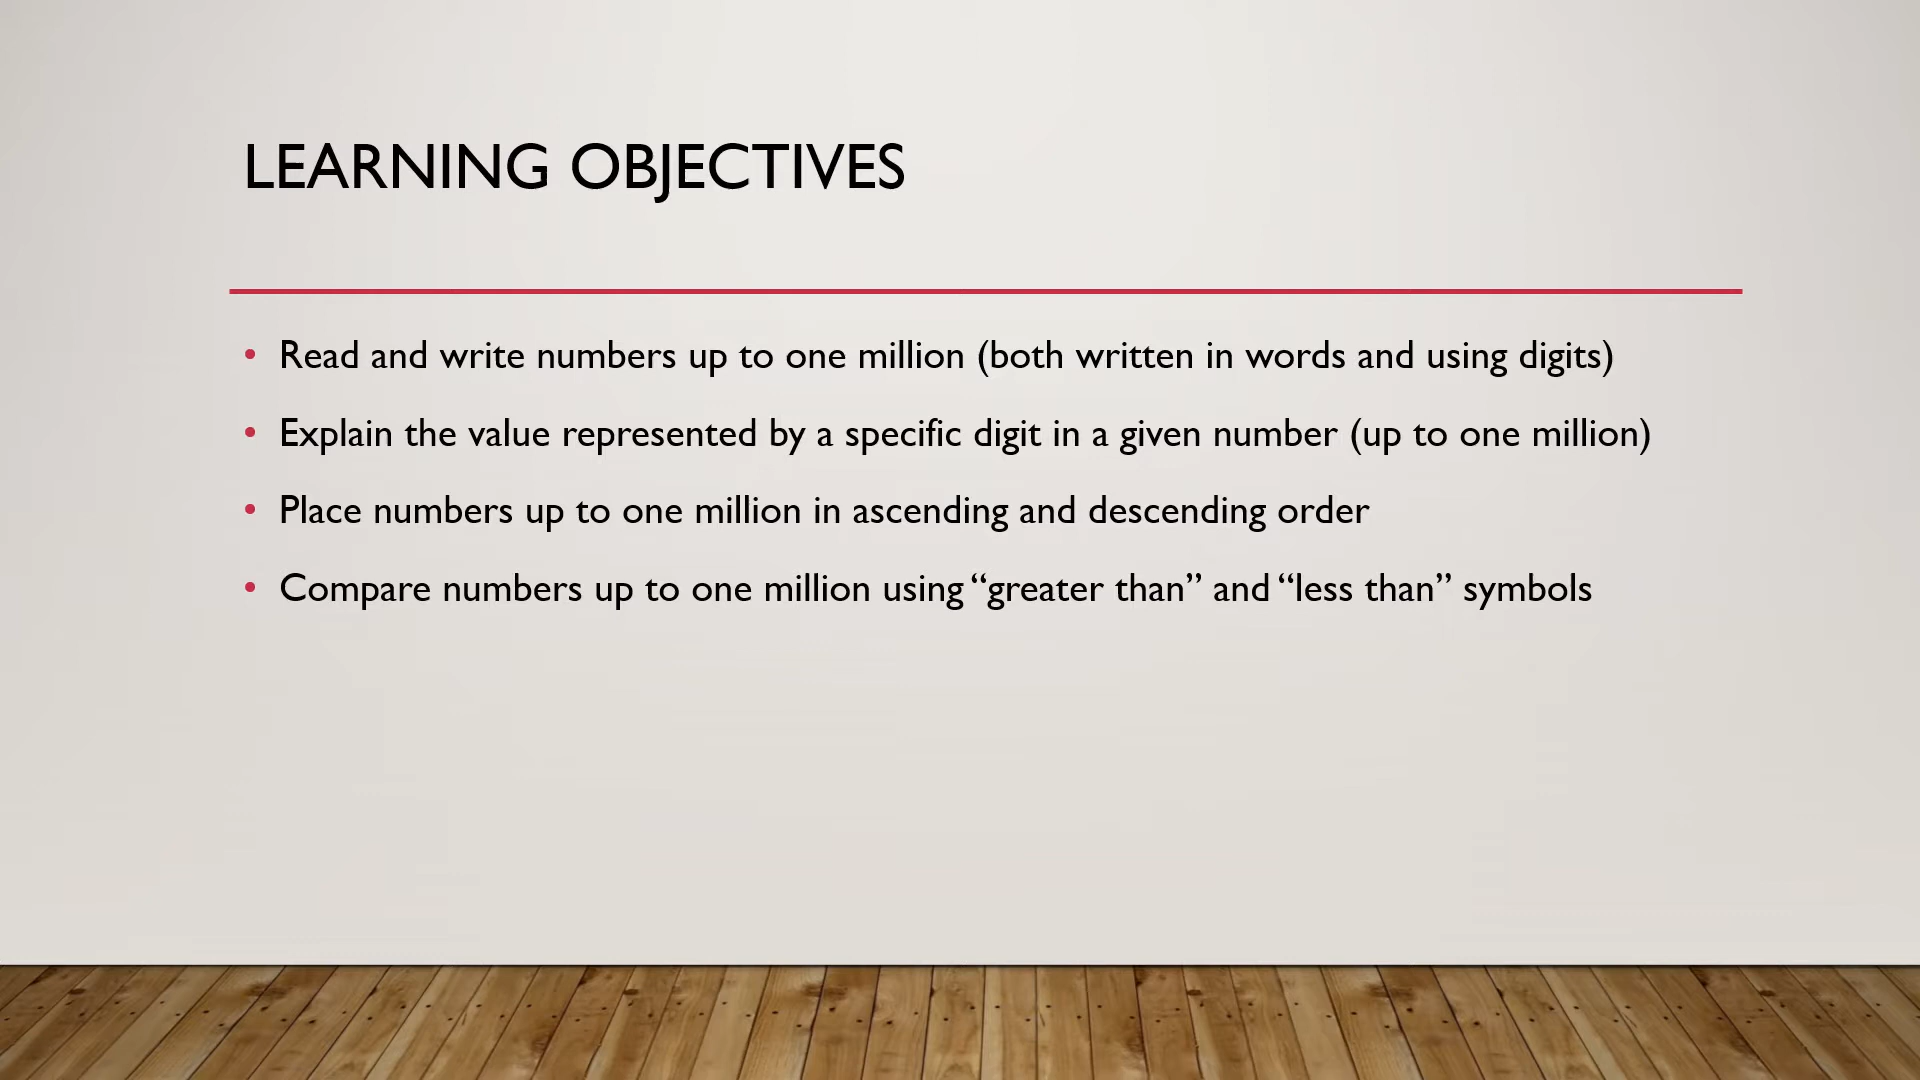 LEARNING OBJECTIVES
• Read and write numbers up to one million (both written in words and using digits)
• Explain the value represented by a specific digit in a given number (up to one million)
• Place numbers up to one million in ascending and descending order
• Compare numbers up to one million using “greater than” and “less than” symbols